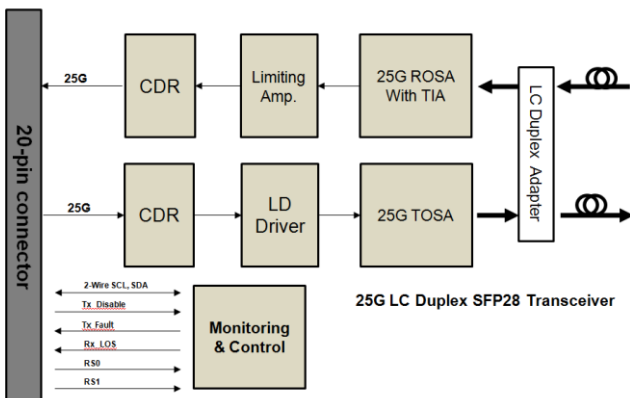 20-pin connector
25G
CDR
Limiting
Amp.
25G ROSA
With TIA
LC Duplex Adapter
25G
CDR
LD
Driver
25G TOSA
2-Wire SCL, SDA
Tx_Disable
Tx_Fault
Rx_LOS
RS0
RS1
Monitoring
& Control
25G LC Duplex SFP28 Transceiver